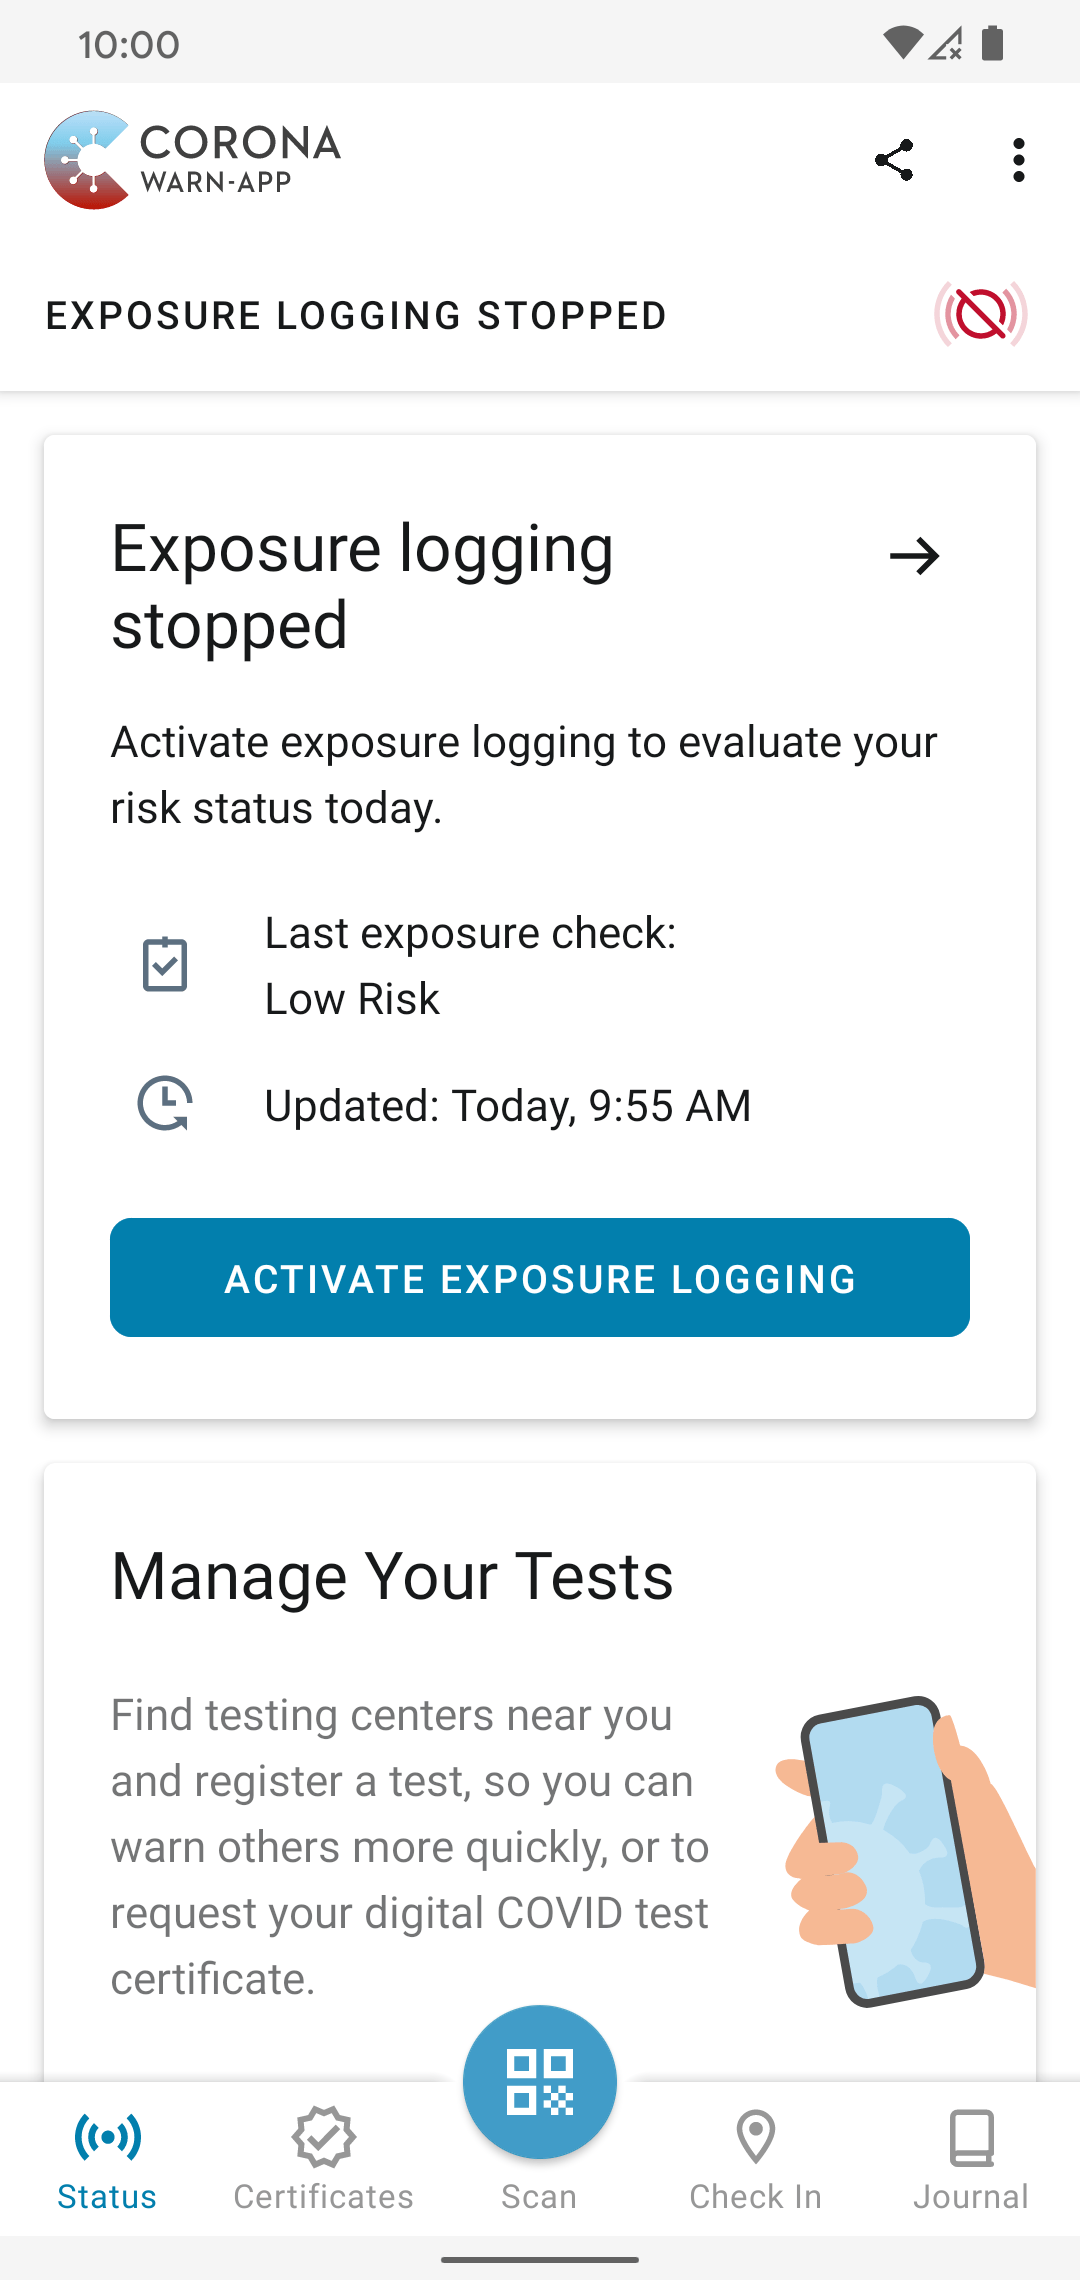 10:00
CORONA
WARN-APP
EXPOSURE LOGGING STOPPED
Exposure logging
stopped
Activate exposure logging to evaluate your
risk status today.
Last exposure check:
Low Risk
Updated: Today, 9:55 AM
ACTIVATE EXPOSURE LOGGING
Manage Your Tests
Find testing centers near you
and register a test, so you can
warn others more quickly, or to
request your digital COVID test
certificate.
Status
Certificates
Scan
Check In
Journal